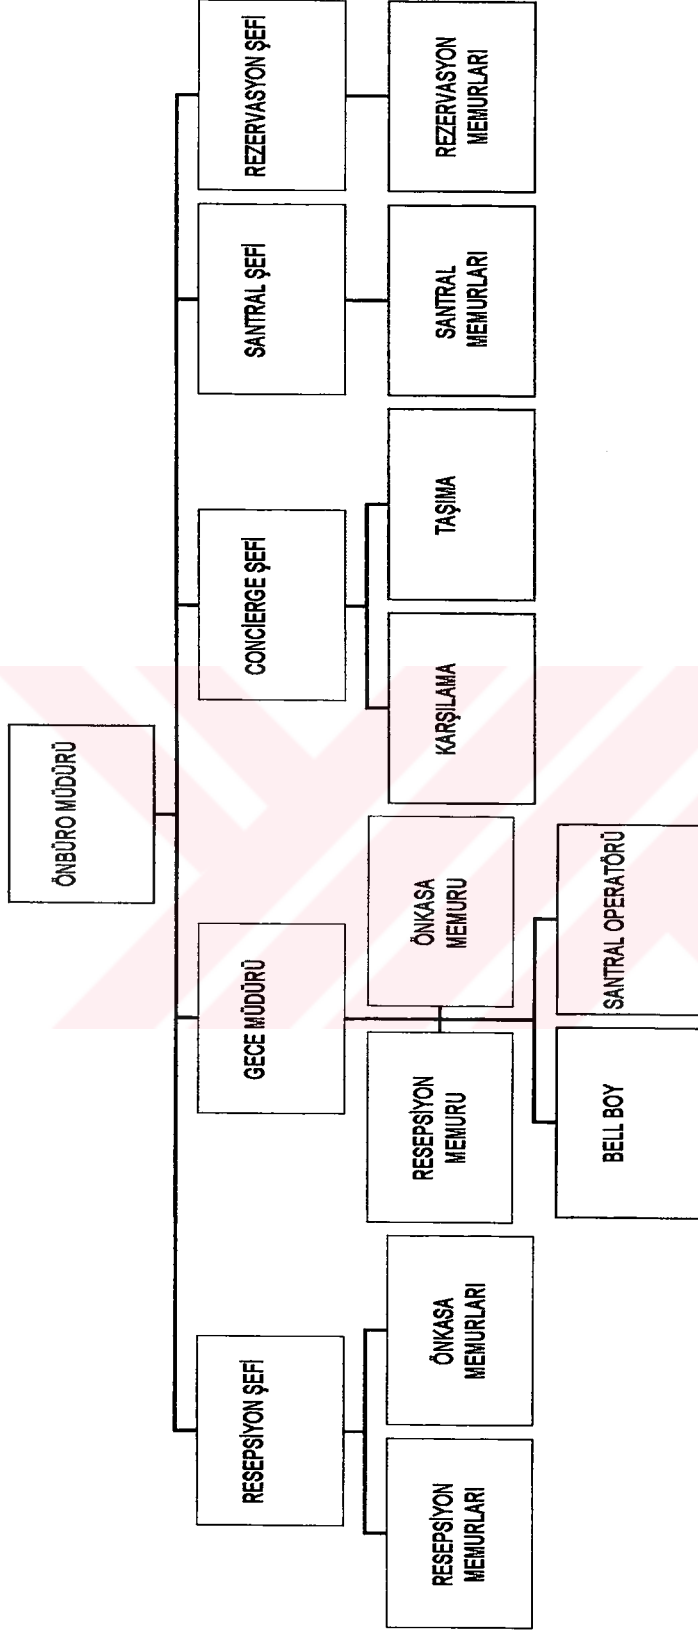 ÖNBÜRO MÜDÜRÜ
RESEPSİYON ŞEFİ
GECE MÜDÜRÜ
CONCİERGE ŞEFİ
SANTRAL ŞEFİ
REZERVASYON ŞEFİ
RESEPSİYON
MEMURLARI
ÖNKASA
MEMURLARI
RESEPSİYON
MEMURU
ÖNKASA
MEMURU
KARŞILAMA
TAŞIMA
SANTRAL
MEMURLARI
REZERVASYON
MEMURLARI
BELL BOY
SANTRAL OPERATÖRÜ